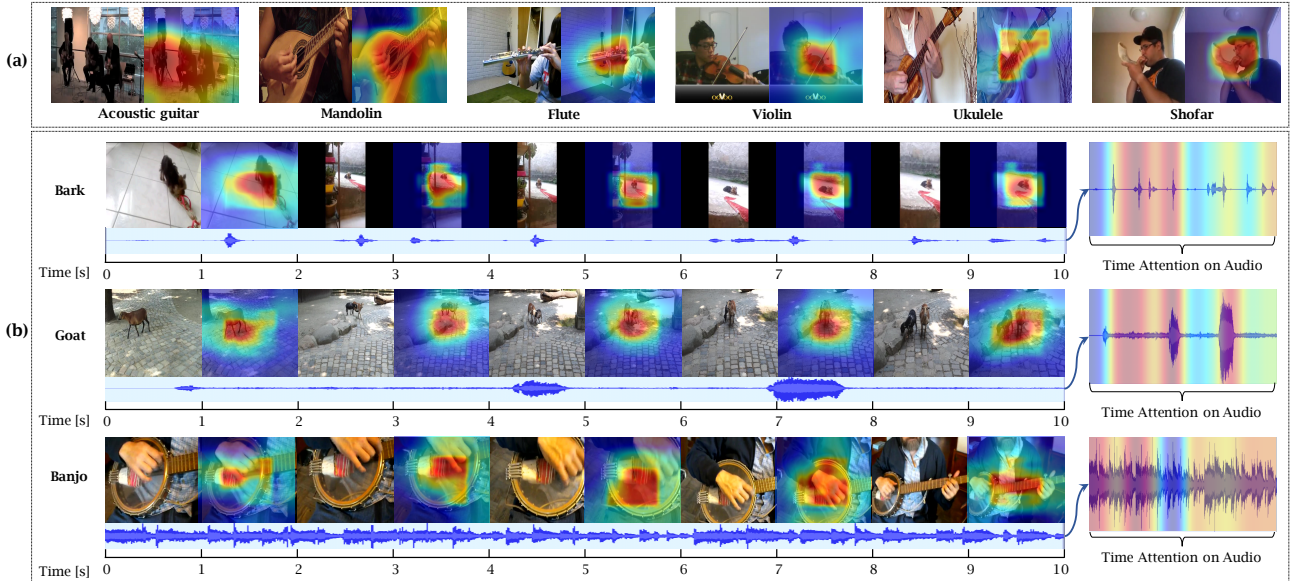 (a)
Acoustic guitar
Mandolin
Flute
Violin
Ukulele
Shofar
(b)
Bark
Time [s]
0 1 2 3 4 5 6 7 8 9 10
Time Attention on Audio
Goat
Time [s]
0 1 2 3 4 5 6 7 8 9 10
Time Attention on Audio
Banjo
Time [s]
0 1 2 3 4 5 6 7 8 9 10
Time Attention on Audio